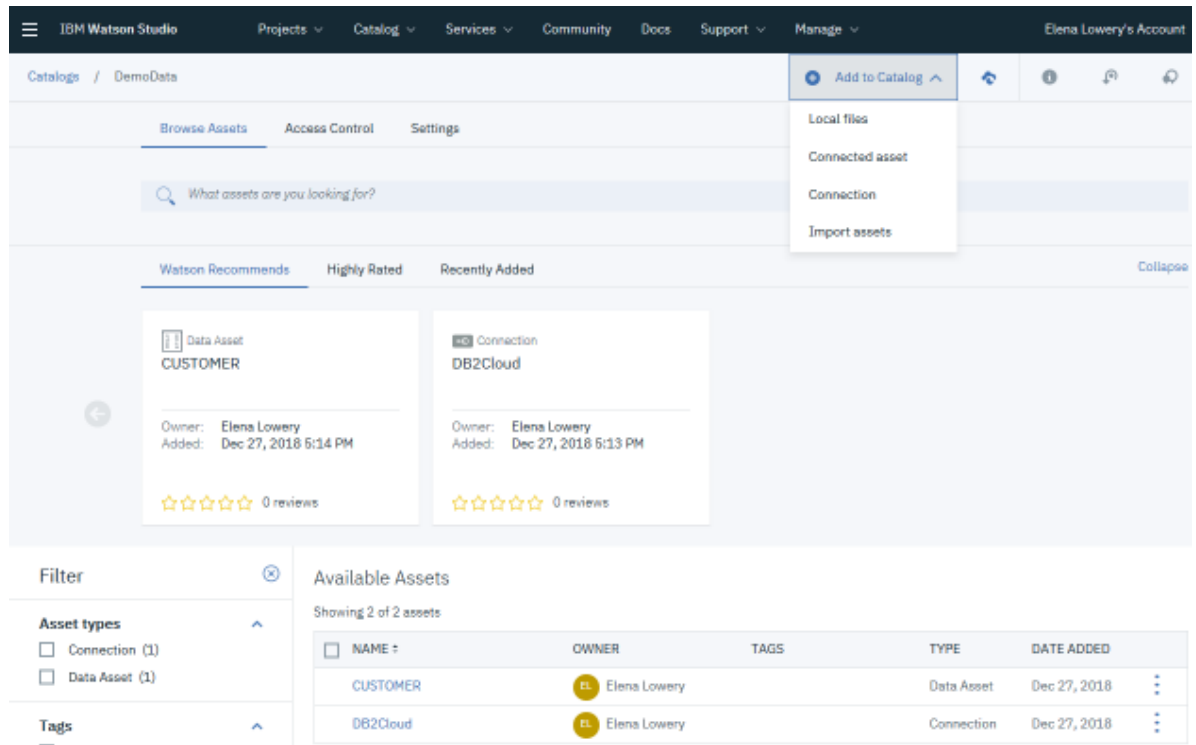 IBM Watson Studio Projects Catalog Services Community Docs Support Manage Elena Lowery's Account
Catalogs / DemoData Add to Catalog
Local files
Connected asset
Connection
Import assets
Browse Assets Access Control Settings
What assets are you looking for?
Watson Recommends Highly Rated Recently Added Collapse
Data Asset
CUSTOMER
Owner: Elena Lowery
Added: Dec 27, 2018 5:14 PM
0 reviews
Connection
DB2Cloud
Owner: Elena Lowery
Added: Dec 27, 2018 5:13 PM
0 reviews
Filter
Asset types
Connection (1)
Data Asset (1)
Tags
Available Assets
Showing 2 of 2 assets
NAME OWNER TAGS TYPE DATE ADDED
CUSTOMER EL Elena Lowery Data Asset Dec 27, 2018
DB2Cloud EL Elena Lowery Connection Dec 27, 2018